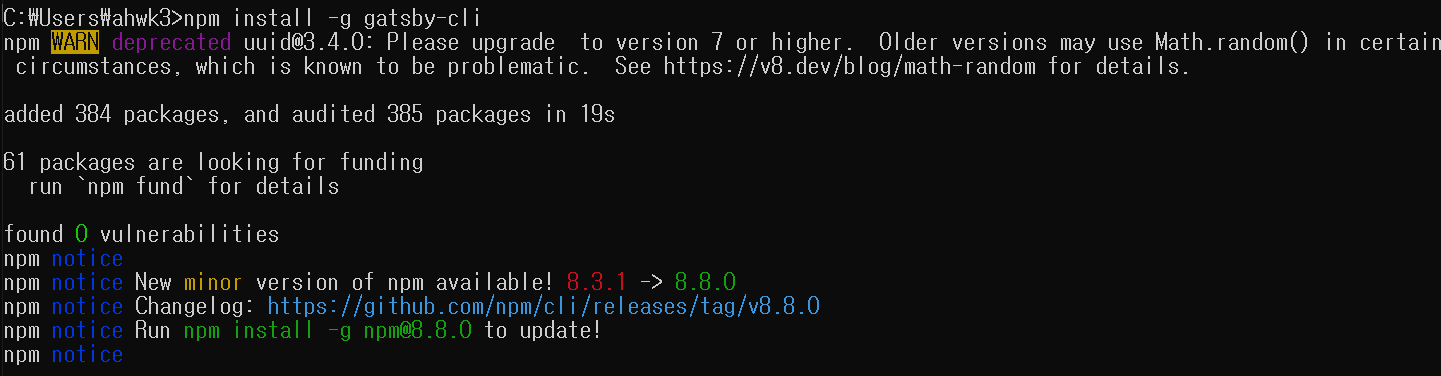 C:₩Users₩ahwk3>npm install -g gatsby-cli
npm WARN deprecated uuid@3.4.0: Please upgrade  to version 7 or higher.  Older versions may use Math.random() in certain
 circumstances, which is known to be problematic.  See https://v8.dev/blog/math-random for details.
added 384 packages, and audited 385 packages in 19s
61 packages are looking for funding
  run `npm fund` for details
found 0 vulnerabilities
npm notice
npm notice New minor version of npm available! 8.3.1 -> 8.8.0
npm notice Changelog: https://github.com/npm/cli/releases/tag/v8.8.0
npm notice Run npm install -g npm@8.8.0 to update!
npm notice